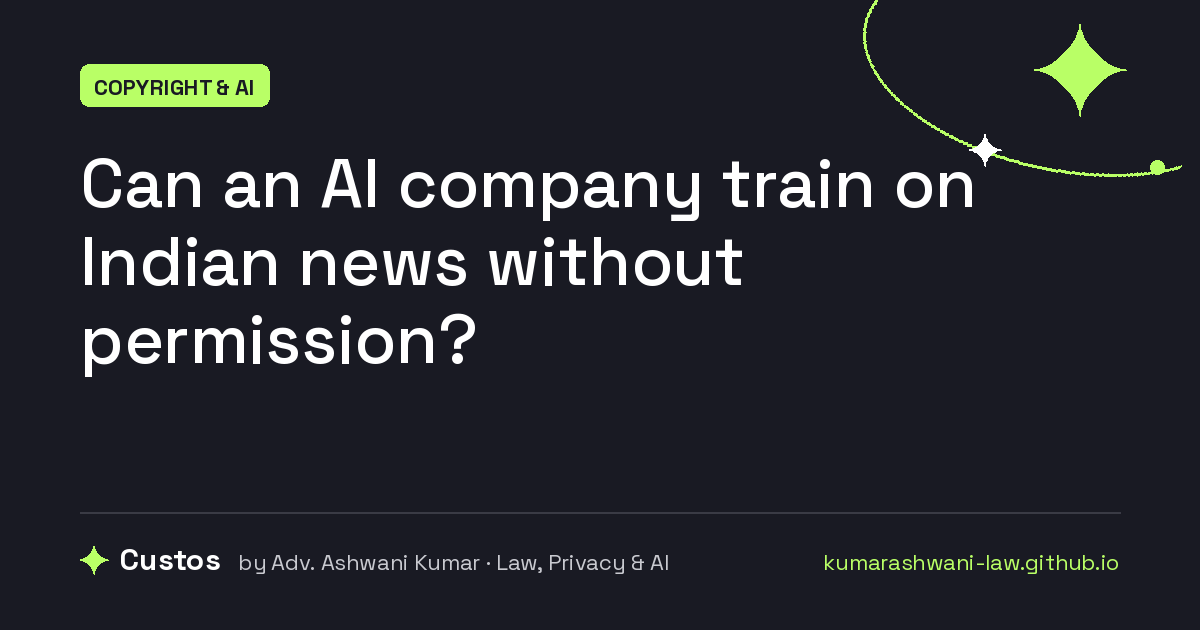 COPYRIGHT & AI
Can an AI company train on
Indian news without
permission?
Custos by Adv. Ashwani Kumar · Law, Privacy & AI
kumarashwani-law.github.io